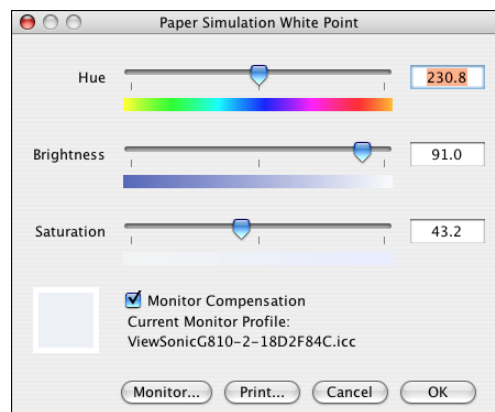 Paper Simulation White Point
Hue 230.8
Brightness 91.0
Saturation 43.2
Monitor Compensation
Current Monitor Profile:
ViewSonicG810-2-18D2F84C.icc
Monitor... Print... Cancel OK